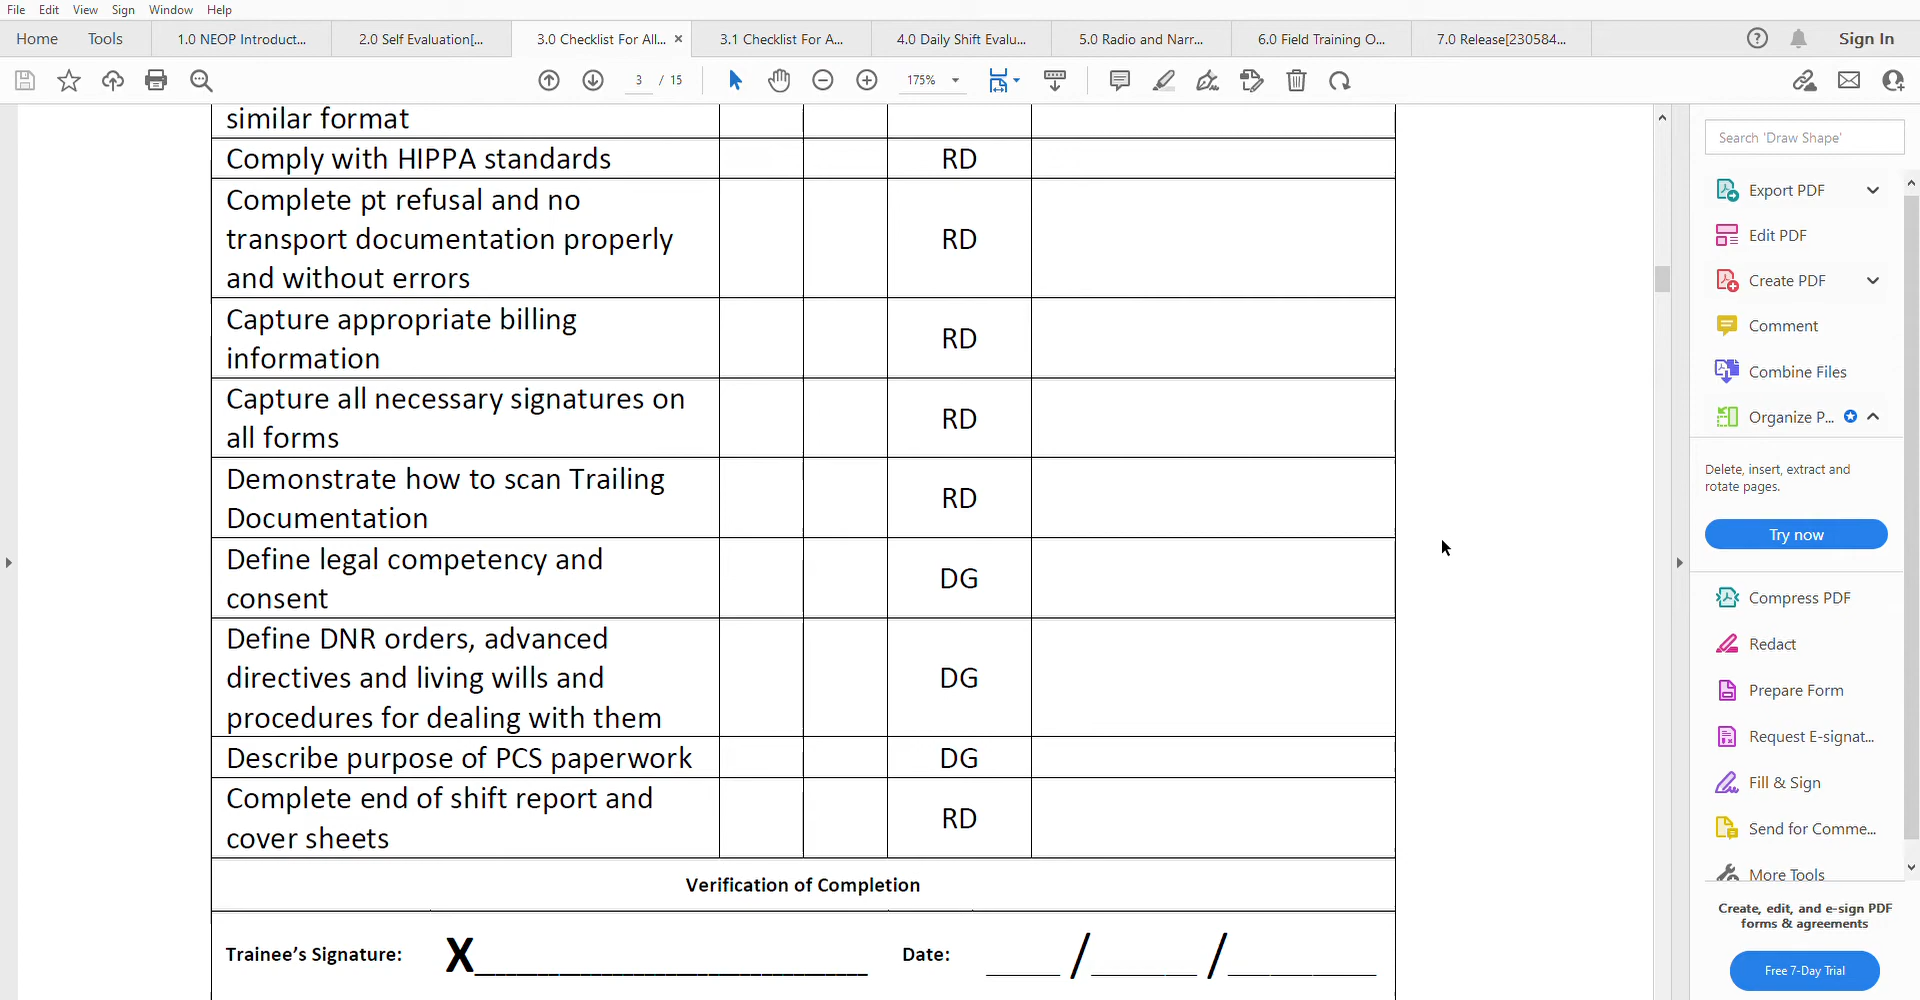 File Edit View Sign Window Help
Home Tools 1.0 NEOP Introduct... 2.0 Self Evaluation[... 3.0 Checklist For All... × 3.1 Checklist For A... 4.0 Daily Shift Evalu... 5.0 Radio and Narr... 6.0 Field Training O... 7.0 Release[230584... Sign In
3 / 15 175%
similar format
Comply with HIPPA standards RD
Complete pt refusal and no
transport documentation properly RD
and without errors
Capture appropriate billing
information RD
Capture all necessary signatures on
all forms RD
Demonstrate how to scan Trailing
Documentation RD
Define legal competency and
consent DG
Define DNR orders, advanced
directives and living wills and DG
procedures for dealing with them
Describe purpose of PCS paperwork DG
Complete end of shift report and
cover sheets RD
Verification of Completion
Trainee’s Signature: X____________________ Date: ____ / ____ / ____
Search 'Draw Shape'
Export PDF
Edit PDF
Create PDF
Comment
Combine Files
Organize P...
Delete, insert, extract and
rotate pages.
Try now
Compress PDF
Redact
Prepare Form
Request E-signat...
Fill & Sign
Send for Comme...
More Tools
Create, edit, and e-sign PDF
forms & agreements
Free 7-Day Trial